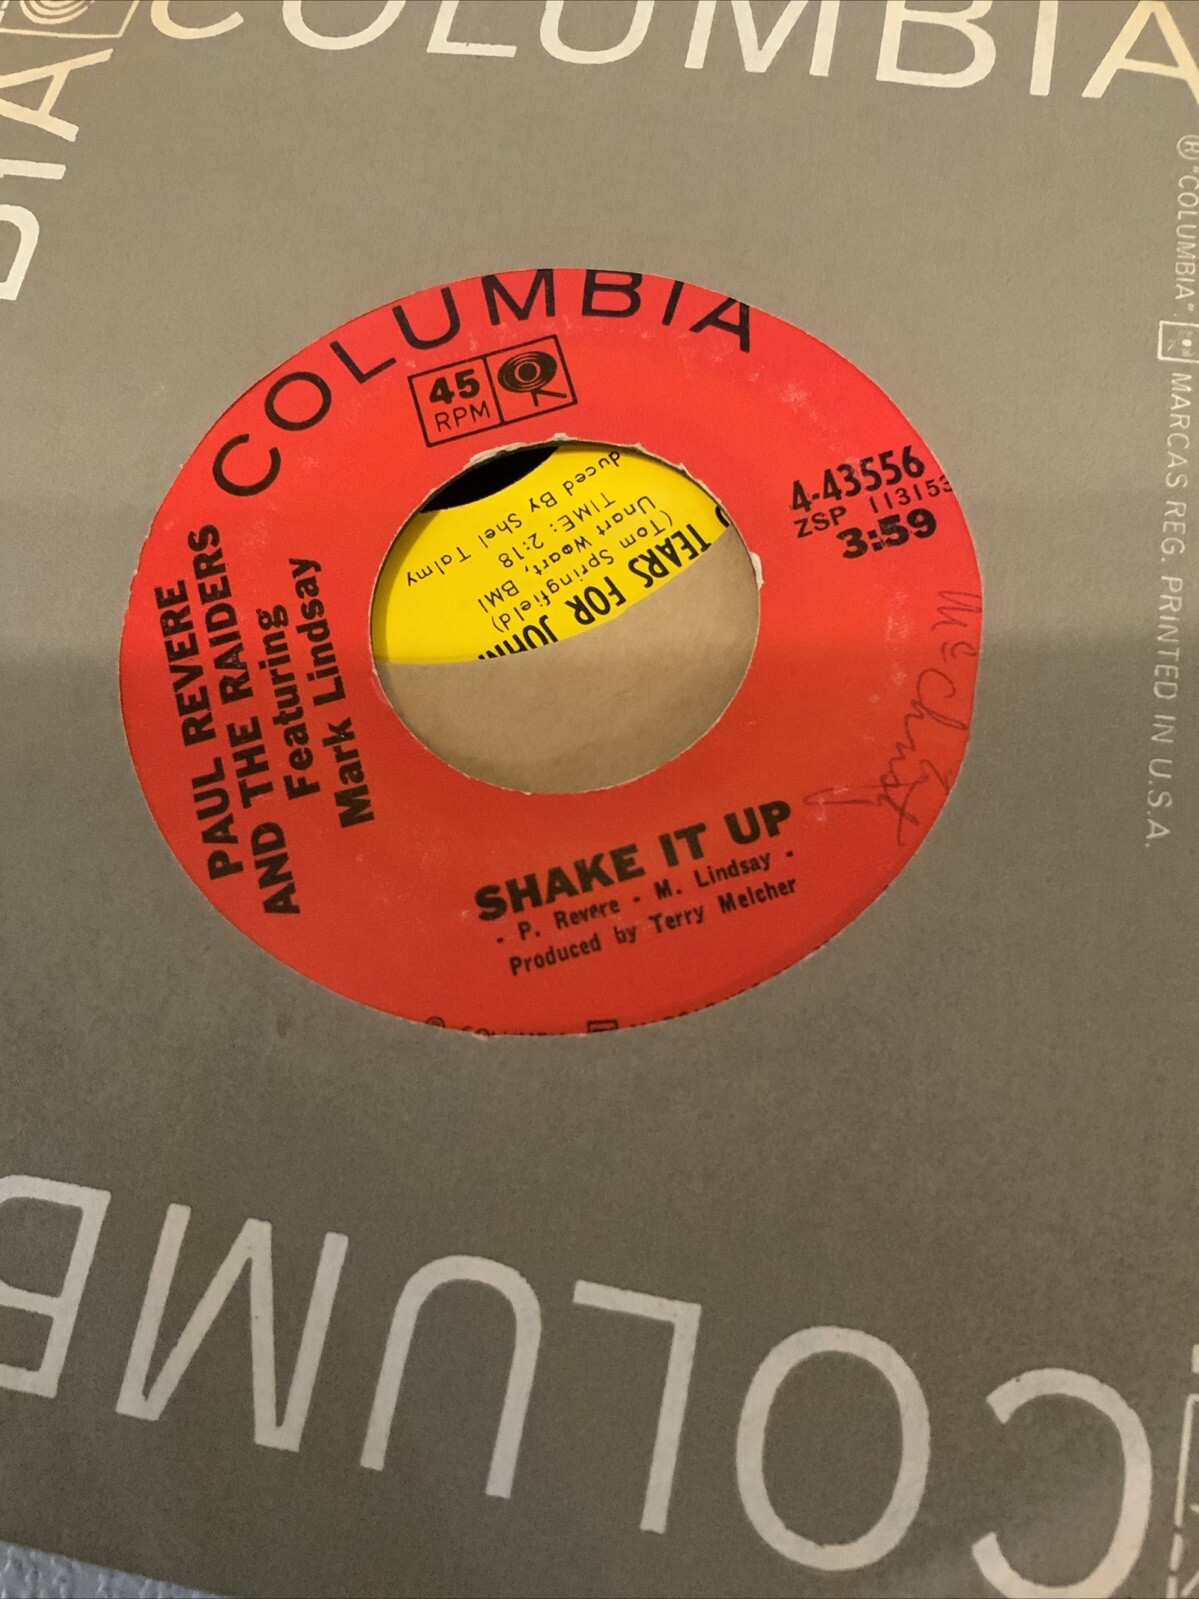 COLUMBIA
BIA
® "COLUMBIA". MARCAS REG. PRINTED IN U.S.A.
COLUMBIA
45
RPM
4-43556
ZSP 113153
3:59
PAUL REVERE
AND THE RAIDERS
Featuring
Mark Lindsay
TEARS FOR JOHN
(Tom Springfield)
Unart Weart, BMI
TIME: 2:18
duced By Shel Talmy
SHAKE IT UP
- P. Revere - M. Lindsay -
Produced by Terry Melcher
COLUMB